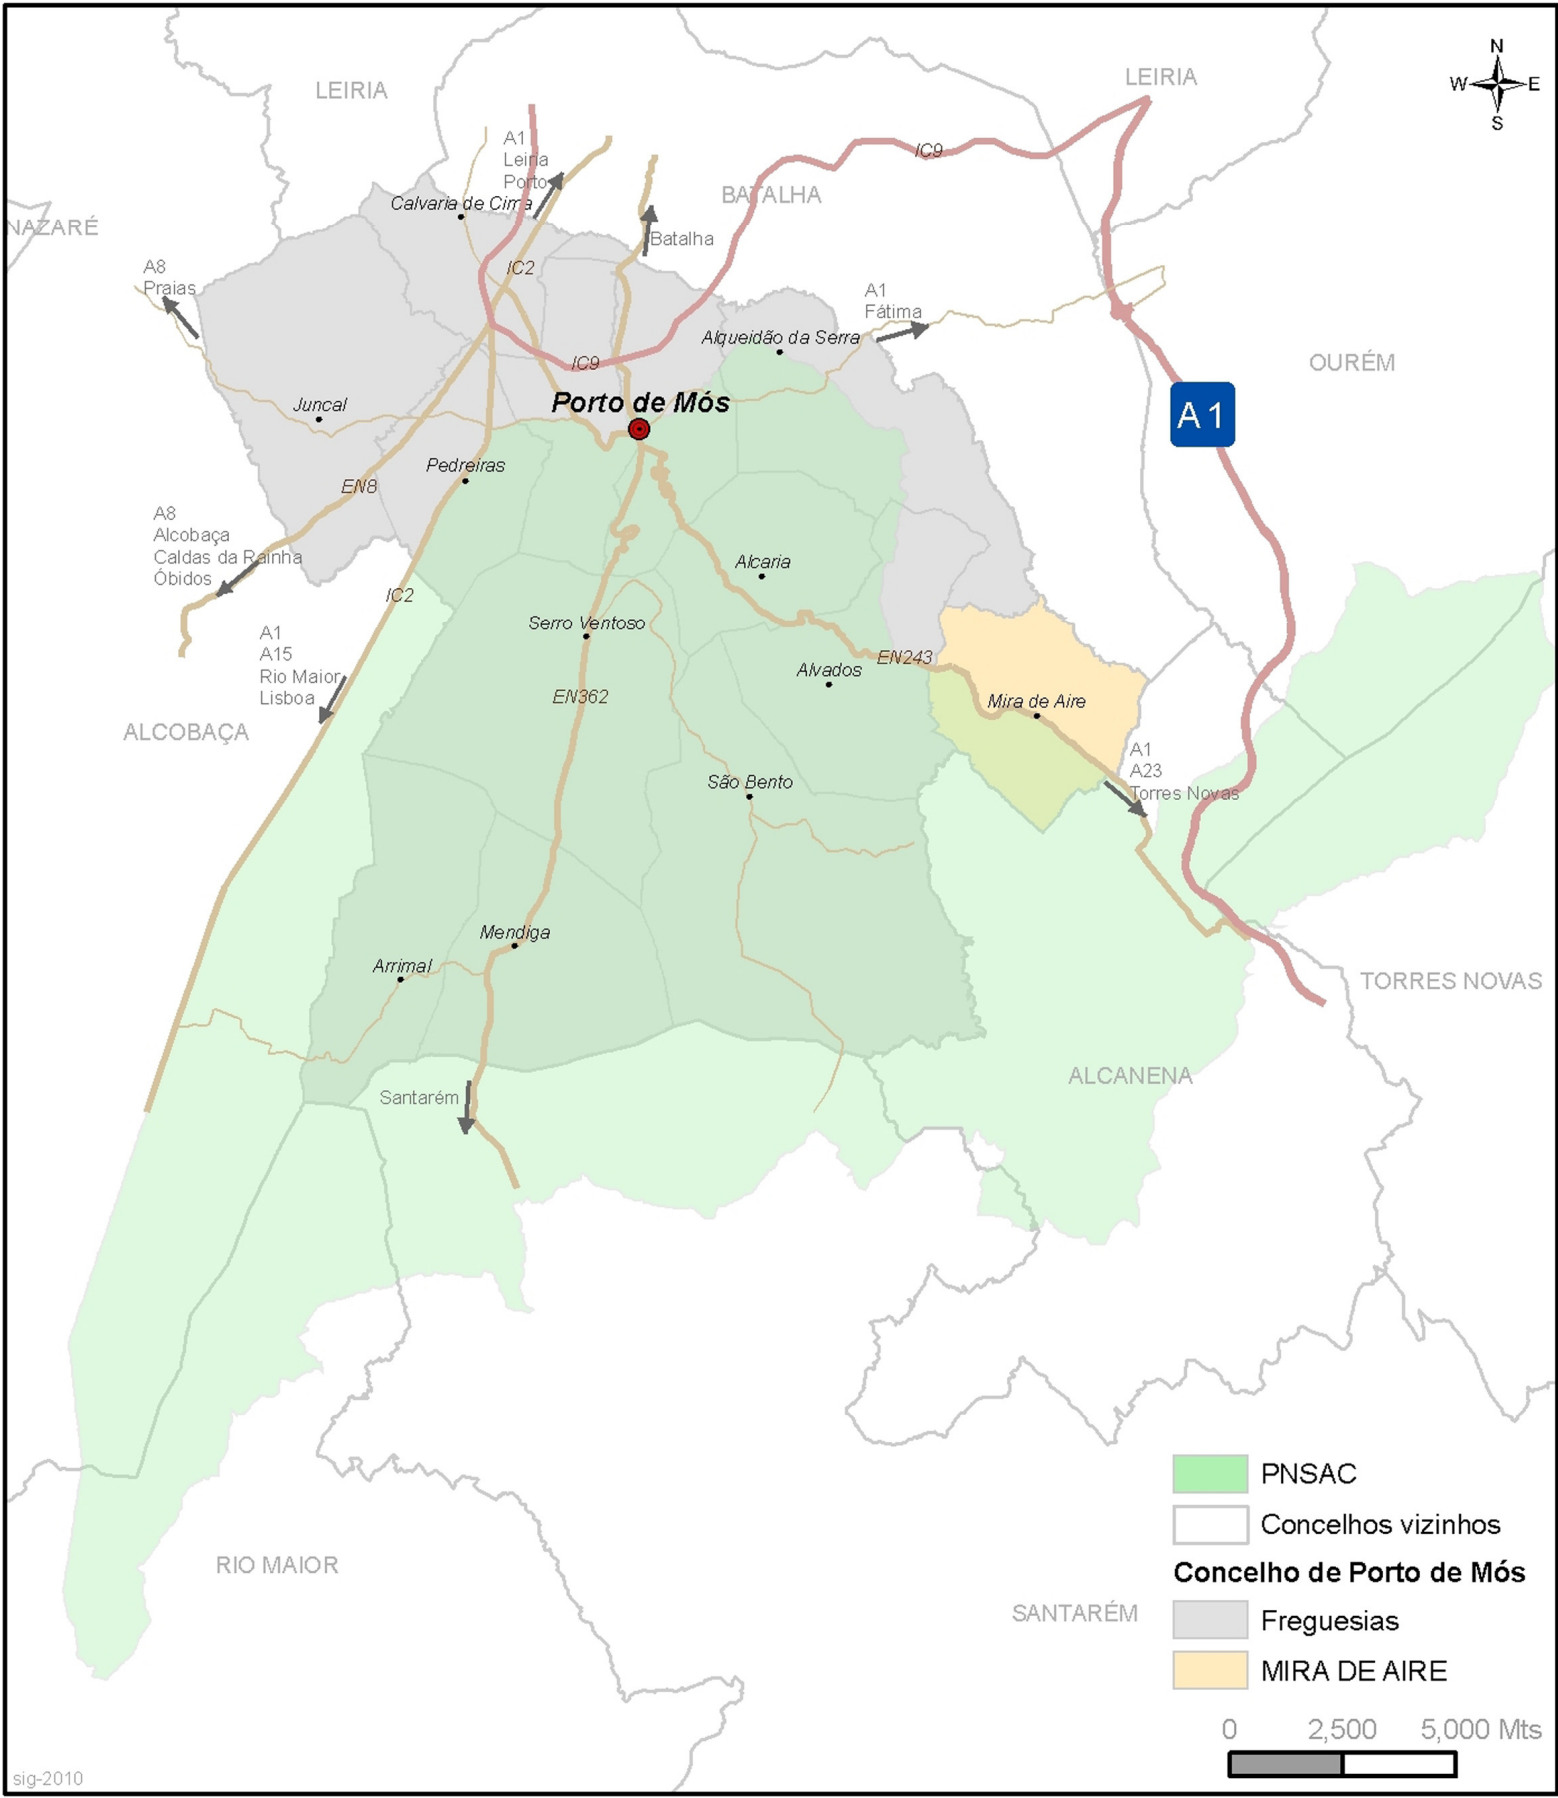 N
W
E
S
LEIRIA
LEIRIA
A1
Leiria
Porto
IC9
BATALHA
Calvaria de Cima
NAZARÉ
Batalha
IC2
A8
Praias
A1
Fátima
Alqueidão da Serra
IC9
OURÉM
Porto de Mós
Juncal
A 1
Pedreiras
EN8
A8
Alcobaça
Caldas da Rainha
Óbidos
Alcaria
IC2
Serro Ventoso
A1
A15
Rio Maior
Lisboa
EN243
Alvados
EN362
Mira de Aire
ALCOBAÇA
A1
A23
Torres Novas
São Bento
Mendiga
Arrimal
TORRES NOVAS
ALCANENA
Santarém
PNSAC
Concelhos vizinhos
RIO MAIOR
Concelho de Porto de Mós
SANTARÉM
Freguesias
MIRA DE AIRE
0 2,500 5,000 Mts
sig-2010